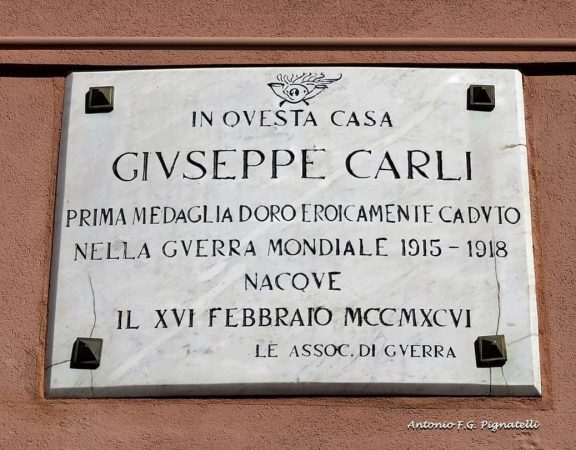 IN QVESTA CASA
GIVSEPPE CARLI
PRIMA MEDAGLIA DORO EROICAMENTE CADVTO
NELLA GVERRA MONDIALE 1915-1918
NACQVE
IL XVI FEBBRAIO MCCMXCVI
LE ASSOC. DI GVERRA
Antonio F.G. Pignatelli